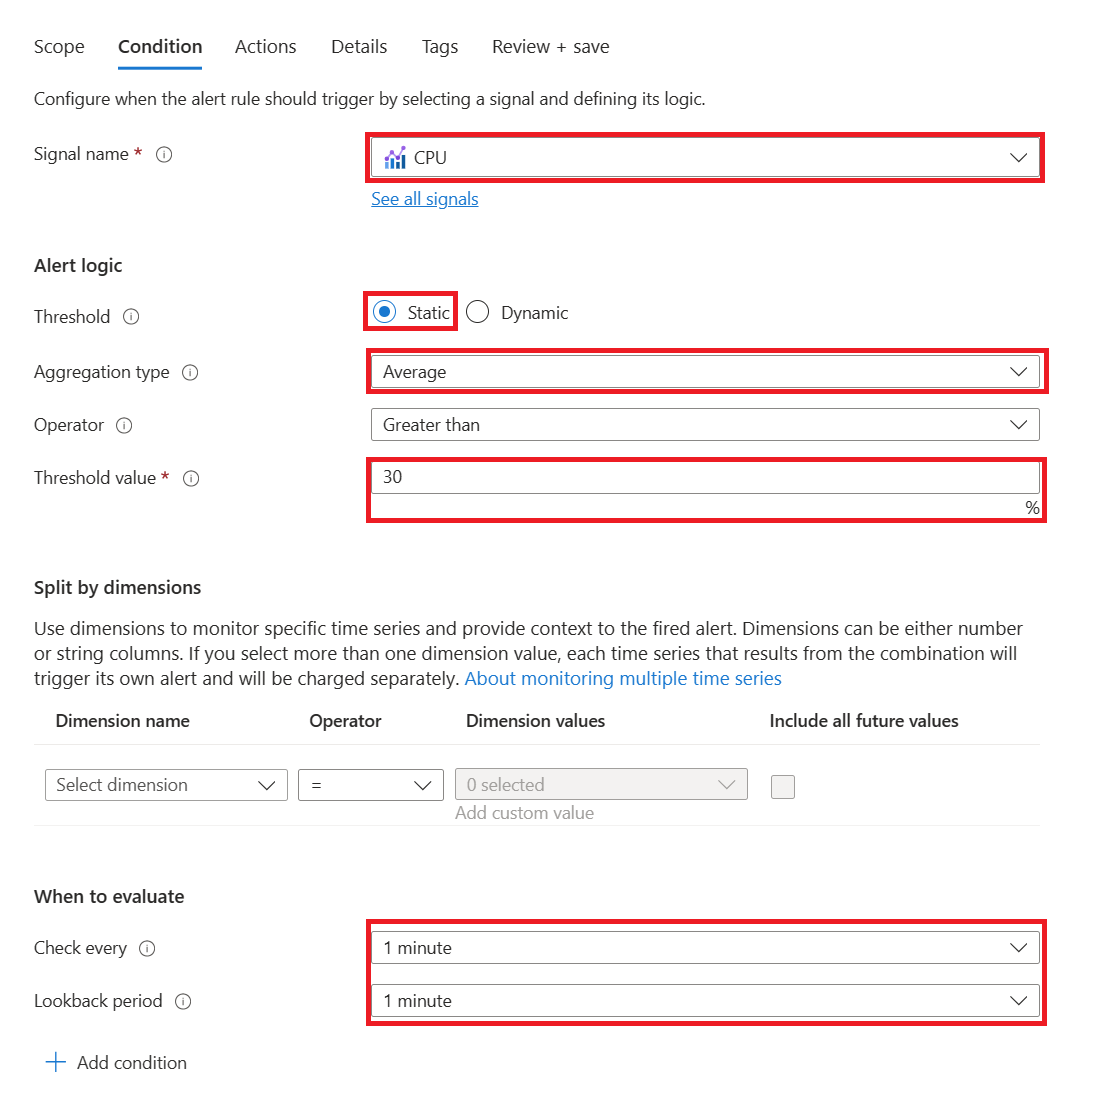 Scope Condition Actions Details Tags Review + save
Configure when the alert rule should trigger by selecting a signal and defining its logic.
Signal name * CPU
See all signals
Alert logic
Threshold Static Dynamic
Aggregation type Average
Operator Greater than
Threshold value * 30
%
Split by dimensions
Use dimensions to monitor specific time series and provide context to the fired alert. Dimensions can be either number
or string columns. If you select more than one dimension value, each time series that results from the combination will
trigger its own alert and will be charged separately. About monitoring multiple time series
Dimension name Operator Dimension values Include all future values
Select dimension = 0 selected
Add custom value
When to evaluate
Check every 1 minute
Lookback period 1 minute
Add condition